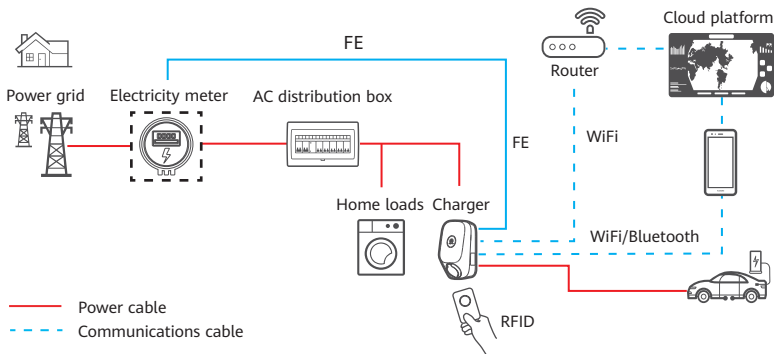 Cloud platform
FE
Router
Power grid
Electricity meter
AC distribution box
FE
WiFi
Home loads
Charger
WiFi/Bluetooth
Power cable
RFID
Communications cable